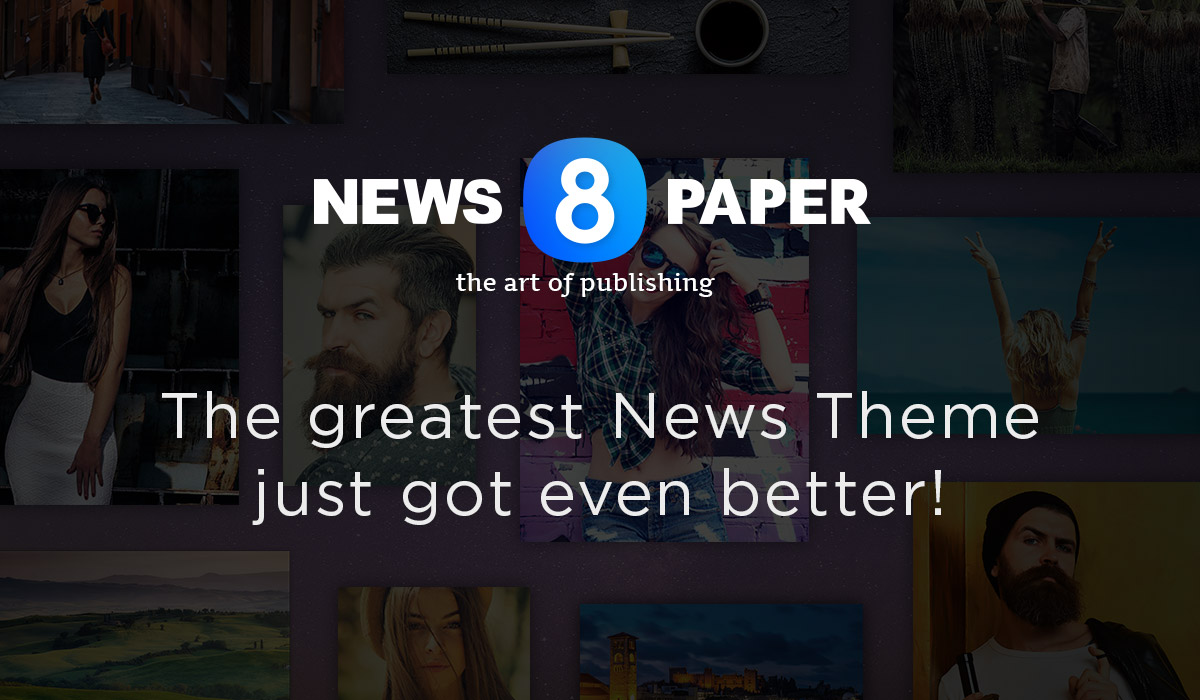 NEWS 8 PAPER
the art of publishing
The greatest News Theme
just got even better!